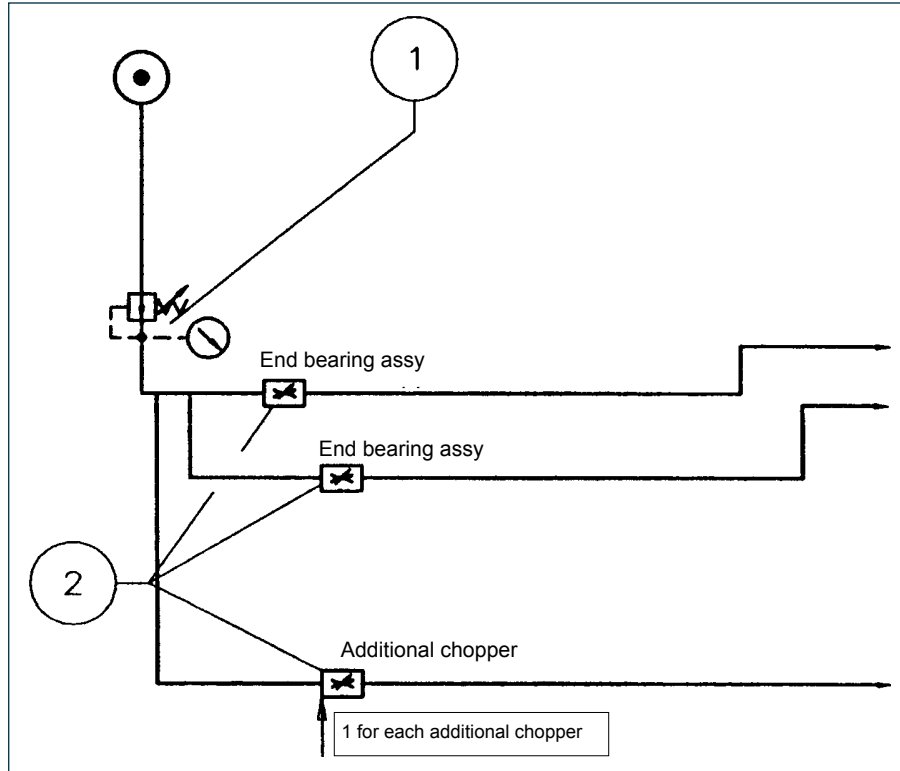 1
End bearing assy
End bearing assy
2
Additional chopper
1 for each additional chopper